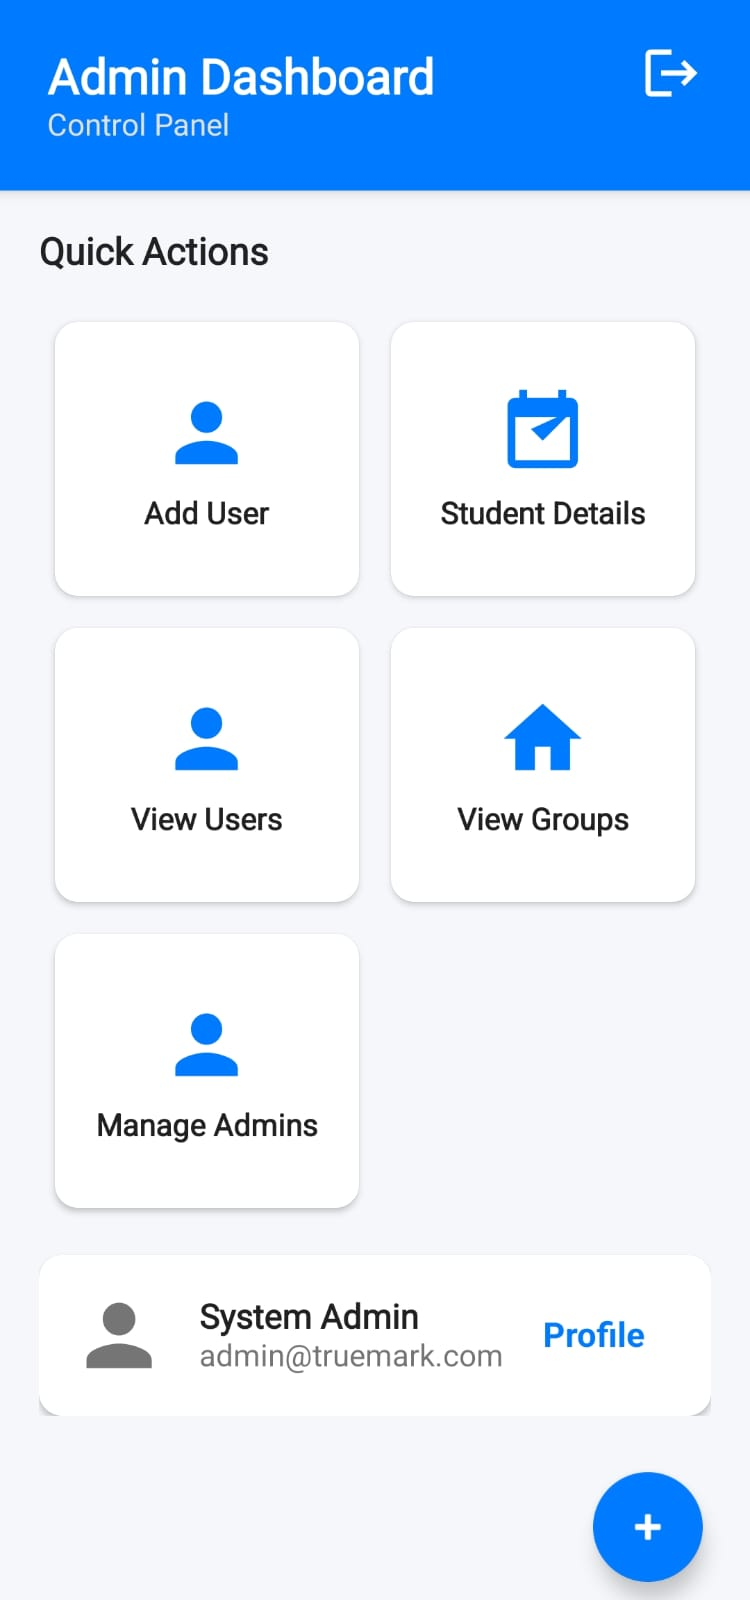 Admin Dashboard
Control Panel
Quick Actions
Add User
Student Details
View Users
View Groups
Manage Admins
System Admin
admin@truemark.com
Profile
+